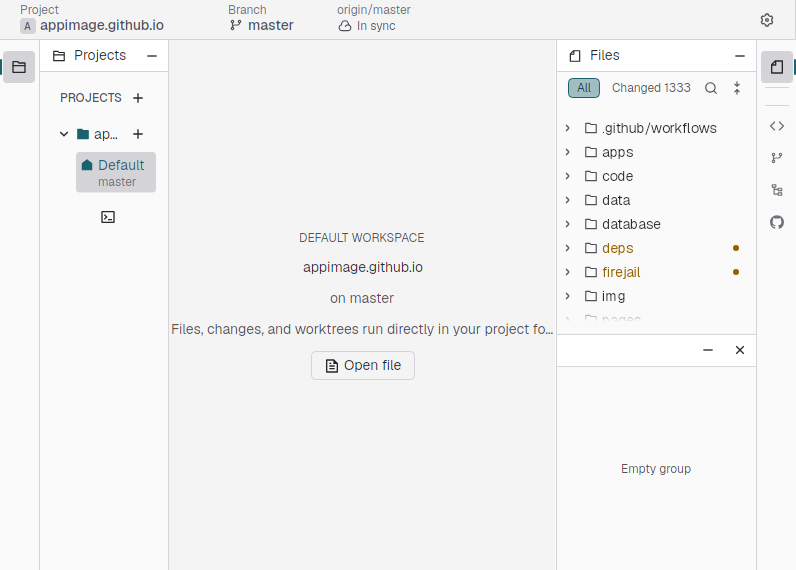 Project
A appimage.github.io
Branch
master
origin/master
In sync
Projects
PROJECTS
ap...
Default
master
DEFAULT WORKSPACE
appimage.github.io
on master
Files, changes, and worktrees run directly in your project fo...
Open file
Files
All
Changed 1333
.github/workflows
apps
code
data
database
deps
firejail
img
pages
Empty group